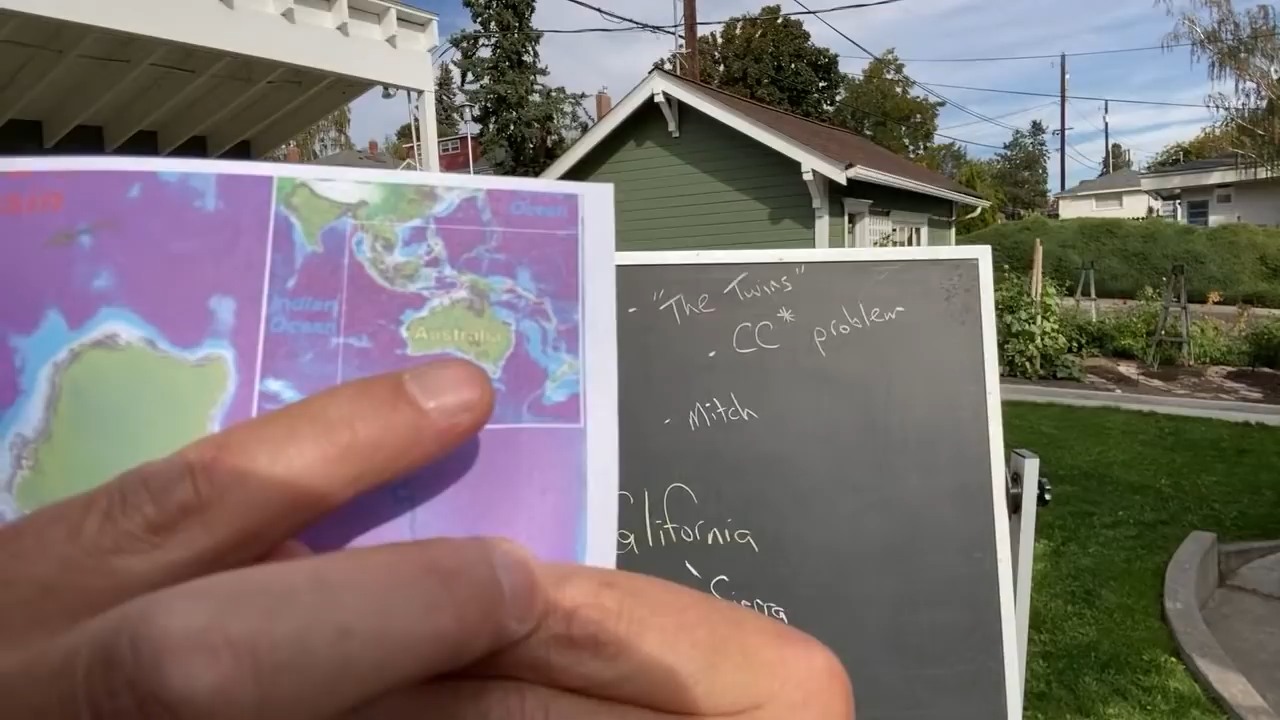 Ocean
Indian
Ocean
Australia
- "The Twins"
. CC* problem
- Mitch
alifornia
Sierra